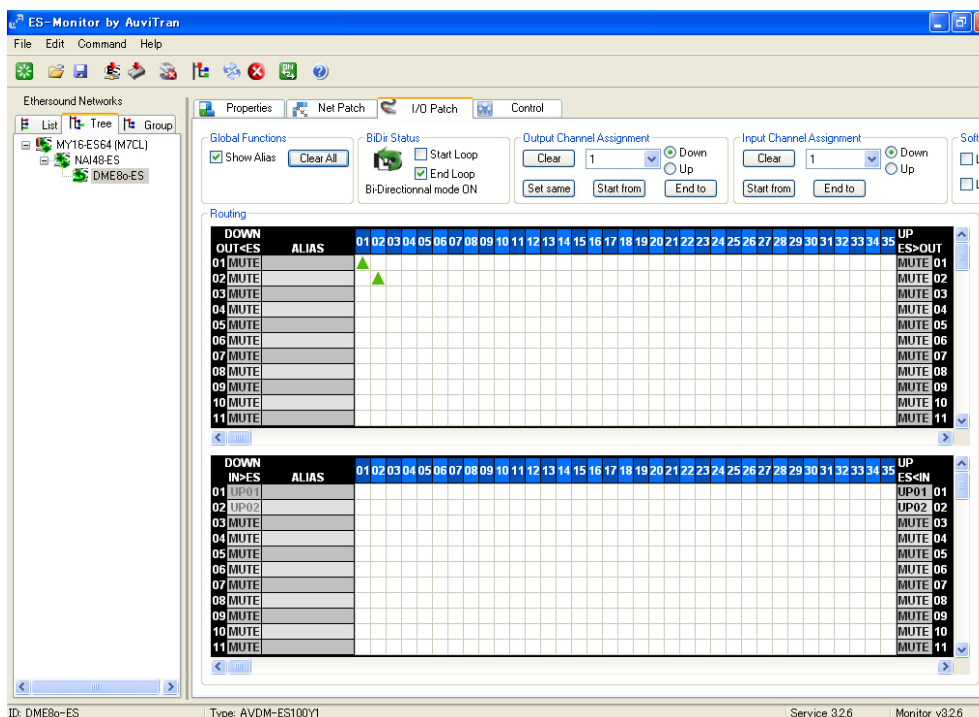 ES-Monitor by AuviTran
File Edit Command Help
Ethersound Networks
List Tree Group
MY16-ES64 (M7CL)
NAI48-ES
DME8o-ES
Properties Net Patch I/O Patch Control
Global Functions
Show Alias Clear All
BiDir Status
Start Loop
End Loop
Bi-Directionnal mode ON
Output Channel Assignment
Clear 1 Down
Up
Set same Start from End to
Input Channel Assignment
Clear 1 Down
Up
Start from End to
Soft
L
L
Routing
DOWN
OUT<ES ALIAS 01 02 03 04 05 06 07 08 09 10 11 12 13 14 15 16 17 18 19 20 21 22 23 24 25 26 27 28 29 30 31 32 33 34 35 UP
ES>OUT
01 MUTE MUTE 01
02 MUTE MUTE 02
03 MUTE MUTE 03
04 MUTE MUTE 04
05 MUTE MUTE 05
06 MUTE MUTE 06
07 MUTE MUTE 07
08 MUTE MUTE 08
09 MUTE MUTE 09
10 MUTE MUTE 10
11 MUTE MUTE 11
DOWN
IN>ES ALIAS 01 02 03 04 05 06 07 08 09 10 11 12 13 14 15 16 17 18 19 20 21 22 23 24 25 26 27 28 29 30 31 32 33 34 35 UP
ES<IN
01 UP01 UP01 01
02 UP02 UP02 02
03 MUTE MUTE 03
04 MUTE MUTE 04
05 MUTE MUTE 05
06 MUTE MUTE 06
07 MUTE MUTE 07
08 MUTE MUTE 08
09 MUTE MUTE 09
10 MUTE MUTE 10
11 MUTE MUTE 11
ID: DME8o-ES Type: AVDM-ES100Y1 Service 3.2.6 Monitor v3.2.6